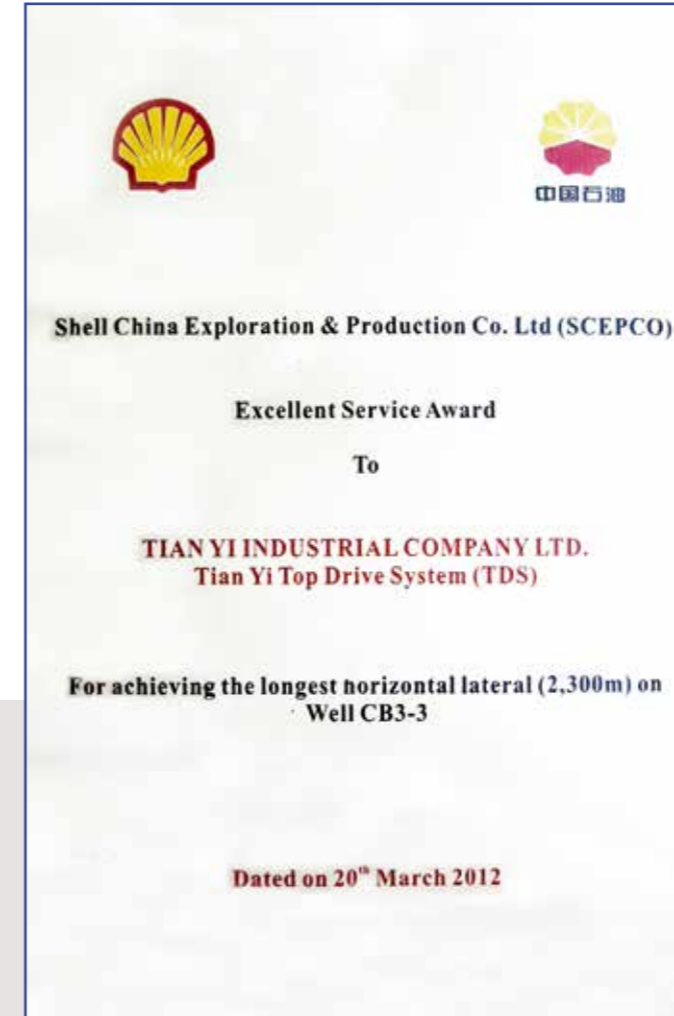 中国石油
Shell China Exploration & Production Co. Ltd (SCEPCO)
Excellent Service Award
To
TIAN YI INDUSTRIAL COMPANY LTD.
Tian Yi Top Drive System (TDS)
For achieving the longest horizontal lateral (2,300m) on
Well CB3-3
Dated on 20th March 2012